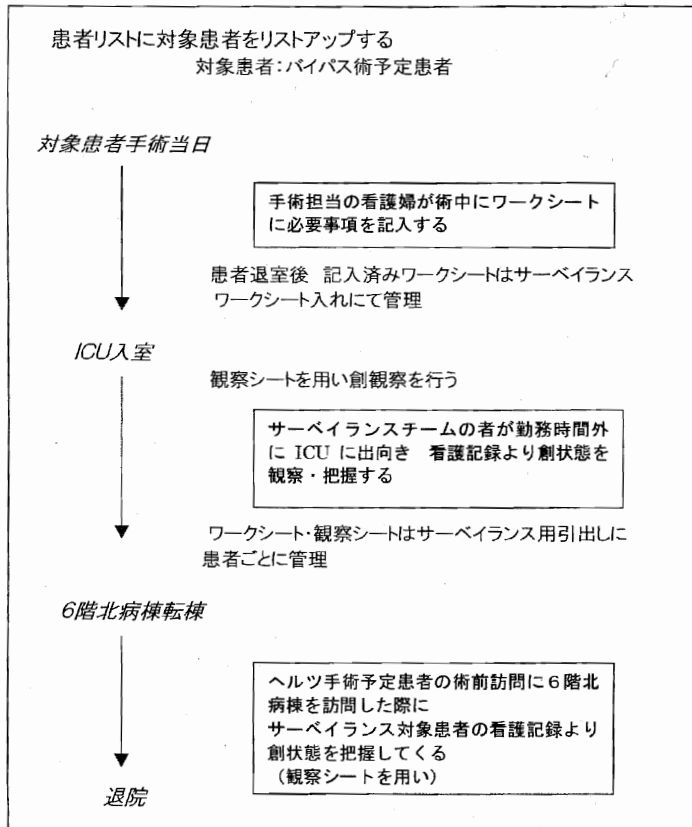 患者リストに対象患者をリストアップする
対象患者：バイパス術予定患者
対象患者手術当日
手術担当の看護婦が術中にワークシート
に必要事項を記入する
患者退室後 記入済みワークシートはサーベイランス
ワークシート入れにて管理
ICU入室
観察シートを用い創観察を行う
サーベイランスチームの者が勤務時間外
に ICU に出向き 看護記録より創状態を
観察・把握する
ワークシート・観察シートはサーベイランス用引出しに
患者ごとに管理
6階北病棟転棟
ヘルツ手術予定患者の術前訪問に６階北
病棟を訪問した際に
サーベイランス対象患者の看護記録より
創状態を把握してくる
（観察シートを用い）
退院